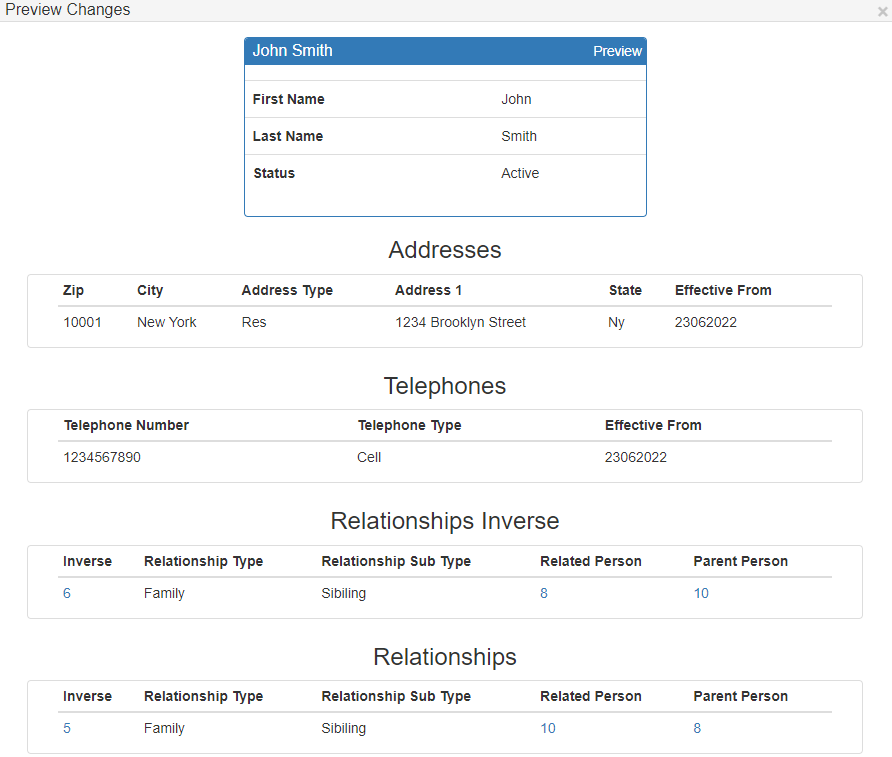 Preview Changes ×
John Smith Preview
First Name John
Last Name Smith
Status Active
Addresses
Zip City Address Type Address 1 State Effective From
10001 New York Res 1234 Brooklyn Street Ny 23062022
Telephones
Telephone Number Telephone Type Effective From
1234567890 Cell 23062022
Relationships Inverse
Inverse Relationship Type Relationship Sub Type Related Person Parent Person
6 Family Sibiling 8 10
Relationships
Inverse Relationship Type Relationship Sub Type Related Person Parent Person
5 Family Sibiling 10 8